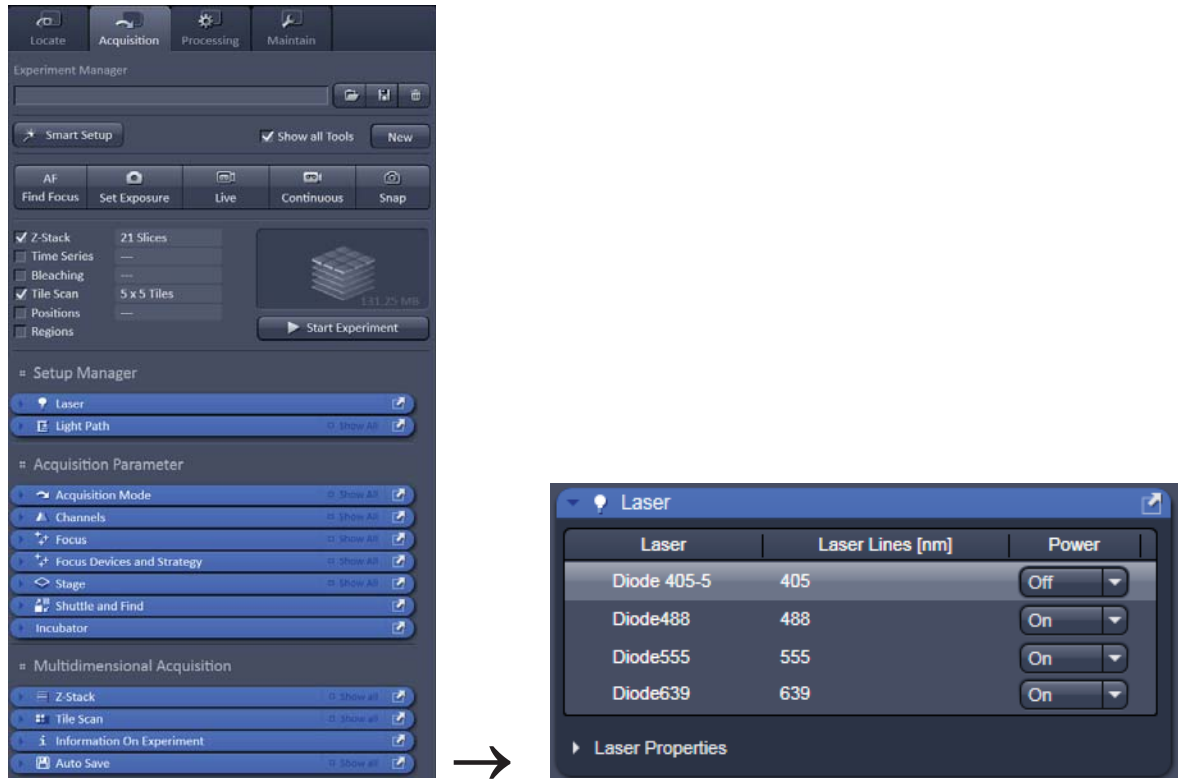 Locate Acquisition Processing Maintain
Experiment Manager
Smart Setup Show all Tools New
AF
Find Focus Set Exposure Live Continuous Snap
Z-Stack 21 Slices
Time Series ---
Bleaching ---
Tile Scan 5 x 5 Tiles
131.25 MB
Positions ---
Regions
Start Experiment
Setup Manager
Laser
Light Path Show All
Acquisition Parameter
Acquisition Mode Show All
Channels Show All
Focus Show All
Focus Devices and Strategy Show All
Stage Show All
Shuttle and Find
Incubator
Multidimensional Acquisition
Z-Stack Show all
Tile Scan Show all
Information On Experiment
Auto Save Show all
→
Laser
Laser Laser Lines [nm] Power
Diode 405-5 405 Off
Diode488 488 On
Diode555 555 On
Diode639 639 On
Laser Properties